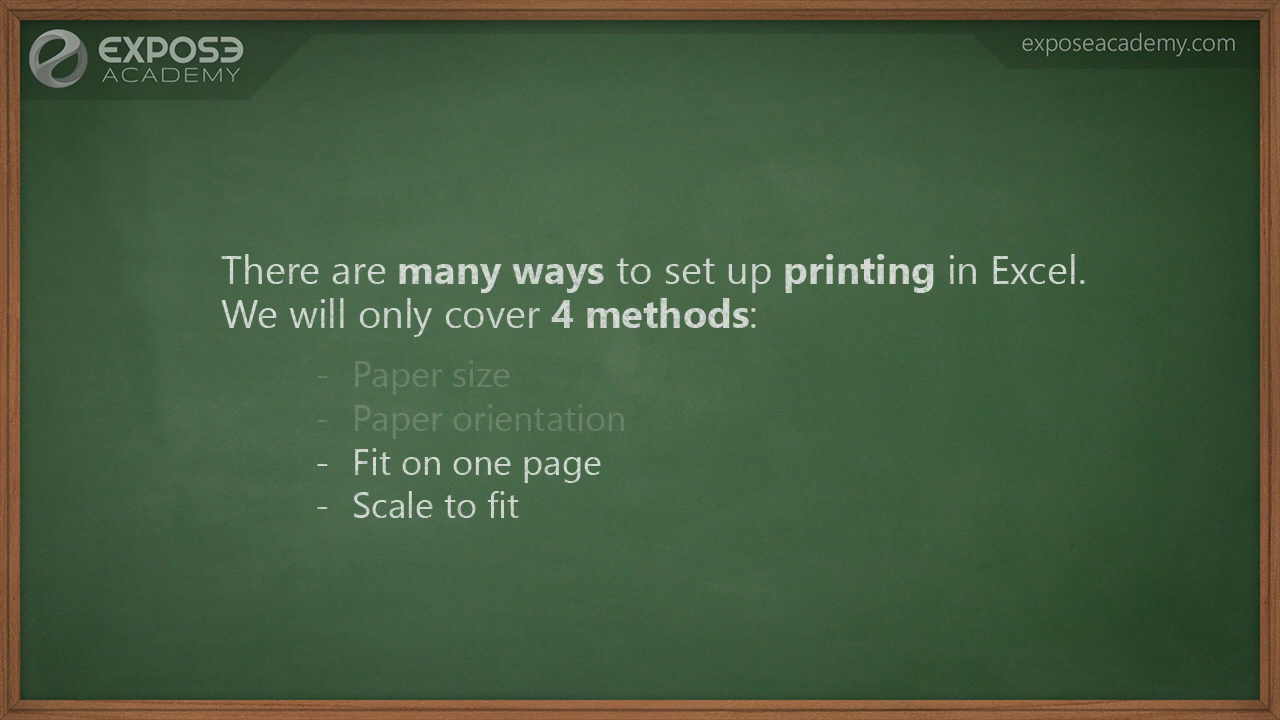 EXPOSE
ACADEMY
exposeacademy.com
There are many ways to set up printing in Excel.
We will only cover 4 methods:
- Paper size
- Paper orientation
- Fit on one page
- Scale to fit